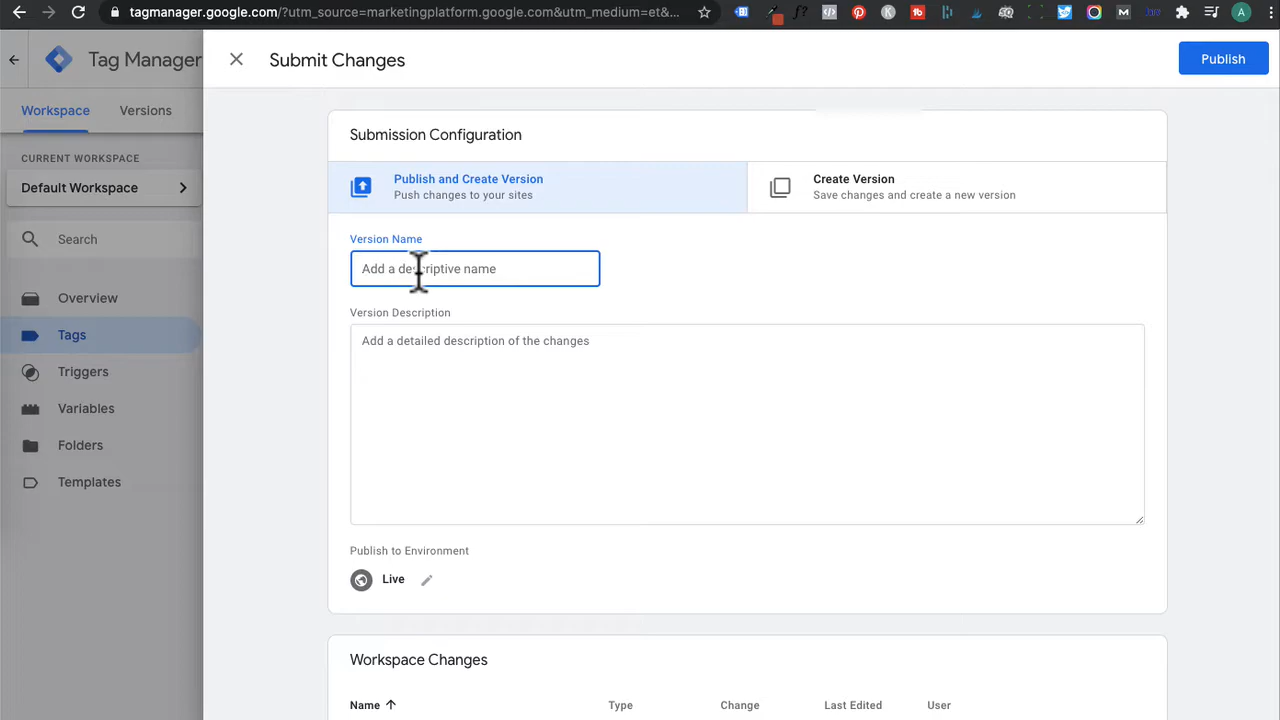 tagmanager.google.com/?utm_source=marketingplatform.google.com&utm_medium=et&...
Tag Manager
Submit Changes
Publish
Workspace
Versions
Submission Configuration
CURRENT WORKSPACE
Default Workspace
Publish and Create Version
Push changes to your sites
Create Version
Save changes and create a new version
Search
Version Name
Add a descriptive name
Version Description
Add a detailed description of the changes
Overview
Tags
Triggers
Variables
Folders
Templates
Publish to Environment
Live
Workspace Changes
Name
Type
Change
Last Edited
User